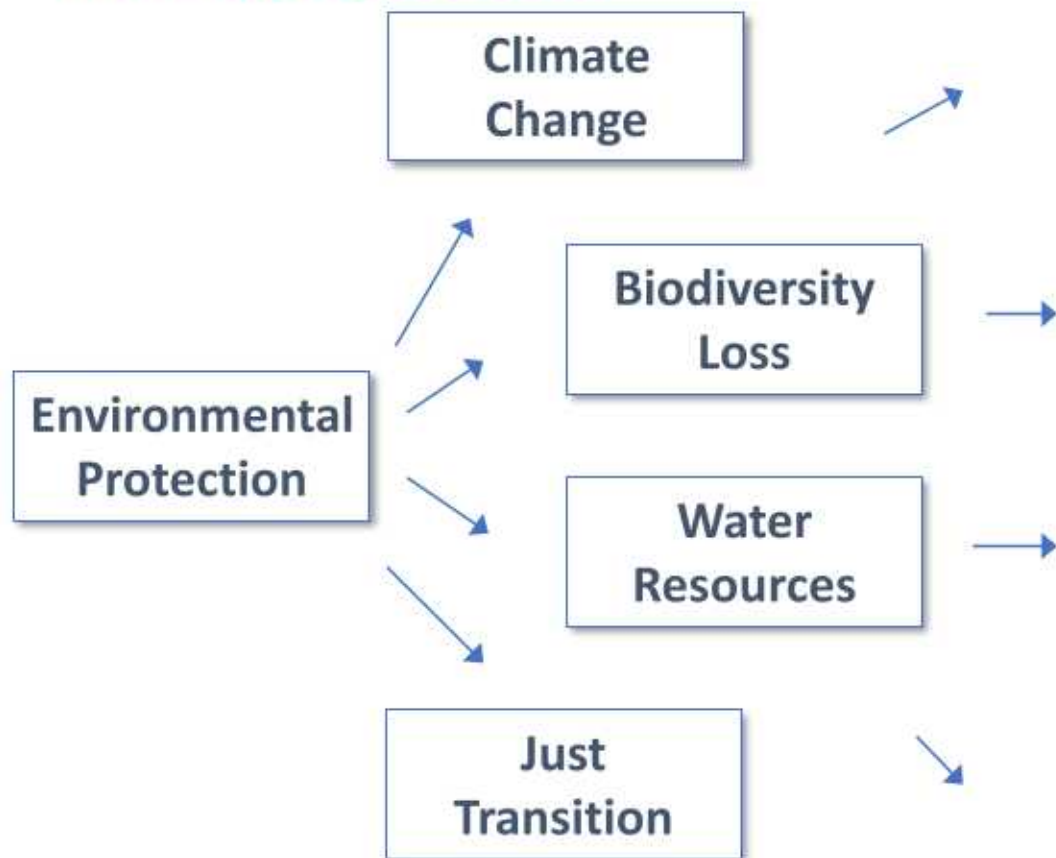 Climate
Change
Biodiversity
Loss
Environmental
Protection
Water
Resources
Just
Transition